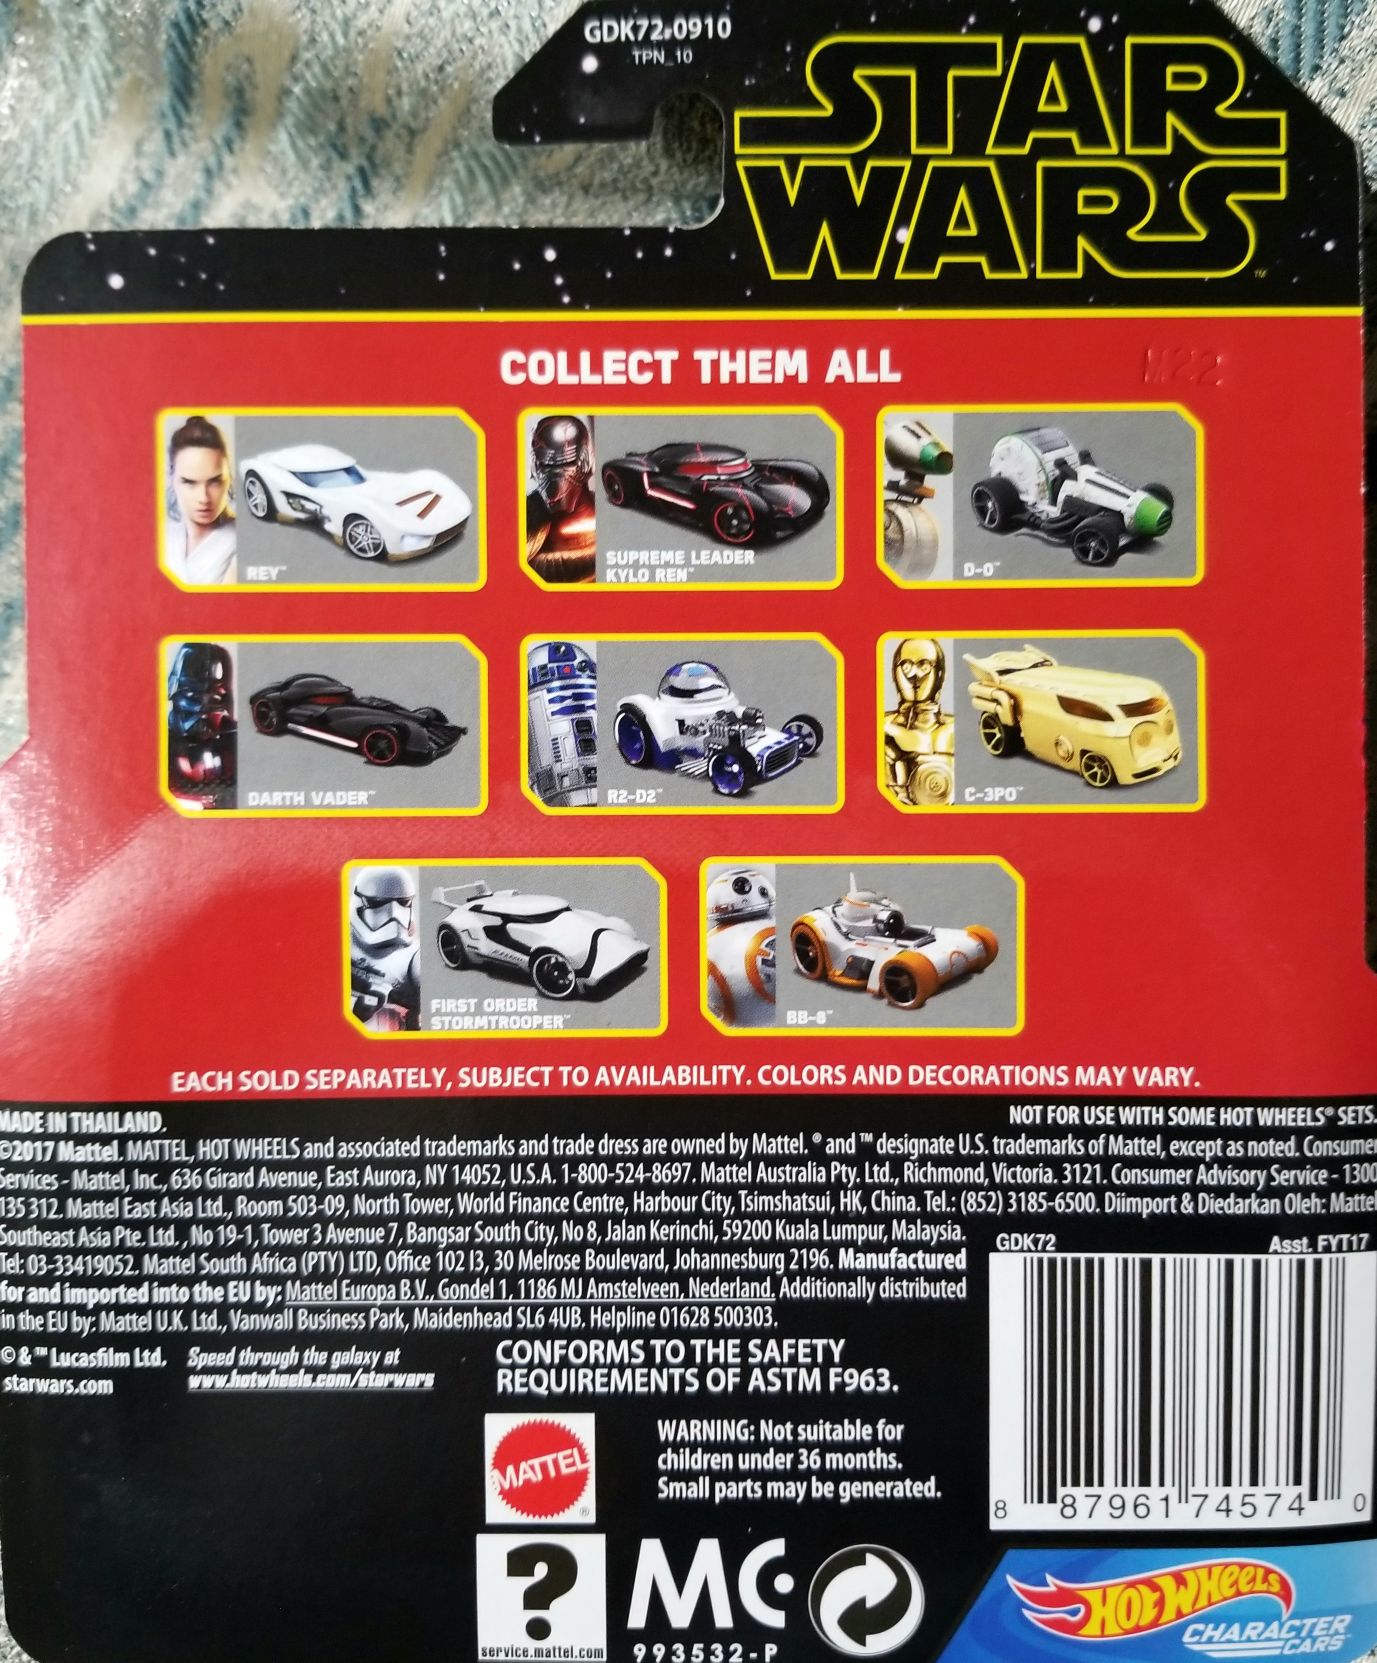 GDK72-0910
TPN_10
STAR
WARS™
COLLECT THEM ALL
M22
REY™
SUPREME LEADER
KYLO REN™
D-O™
DARTH VADER™
R2-D2™
C-3PO™
FIRST ORDER
STORMTROOPER™
BB-8™
EACH SOLD SEPARATELY, SUBJECT TO AVAILABILITY. COLORS AND DECORATIONS MAY VARY.
MADE IN THAILAND.
NOT FOR USE WITH SOME HOT WHEELS® SETS.
©2017 Mattel. MATTEL, HOT WHEELS and associated trademarks and trade dress are owned by Mattel. ® and ™ designate U.S. trademarks of Mattel, except as noted. Consumer
Services - Mattel, Inc., 636 Girard Avenue, East Aurora, NY 14052, U.S.A. 1-800-524-8697. Mattel Australia Pty. Ltd., Richmond, Victoria. 3121. Consumer Advisory Service - 1300
135 312. Mattel East Asia Ltd., Room 503-09, North Tower, World Finance Centre, Harbour City, Tsimshatsui, HK, China. Tel.: (852) 3185-6500. Diimport & Diedarkan Oleh: Mattel
Southeast Asia Pte. Ltd. , No 19-1, Tower 3 Avenue 7, Bangsar South City, No 8, Jalan Kerinchi, 59200 Kuala Lumpur, Malaysia.
Tel: 03-33419052. Mattel South Africa (PTY) LTD, Office 102 I3, 30 Melrose Boulevard, Johannesburg 2196. Manufactured
for and imported into the EU by: Mattel Europa B.V., Gondel 1, 1186 MJ Amstelveen, Nederland. Additionally distributed
in the EU by: Mattel U.K. Ltd., Vanwall Business Park, Maidenhead SL6 4UB. Helpline 01628 500303.
GDK72 Asst. FYT17
© & ™ Lucasfilm Ltd.
starwars.com
Speed through the galaxy at
www.hotwheels.com/starwars
CONFORMS TO THE SAFETY
REQUIREMENTS OF ASTM F963.
MATTEL®
WARNING: Not suitable for
children under 36 months.
Small parts may be generated.
8 87961 74574 0
?
service.mattel.com
MC
993532-P
HOT WHEELS
CHARACTER
CARS™